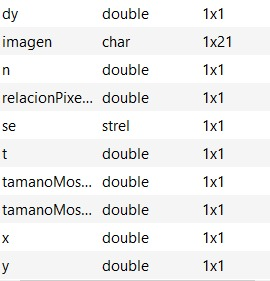 dy double 1x1
imagen char 1x21
n double 1x1
relacionPixe... double 1x1
se strel 1x1
t double 1x1
tamanoMos... double 1x1
tamanoMos... double 1x1
x double 1x1
y double 1x1